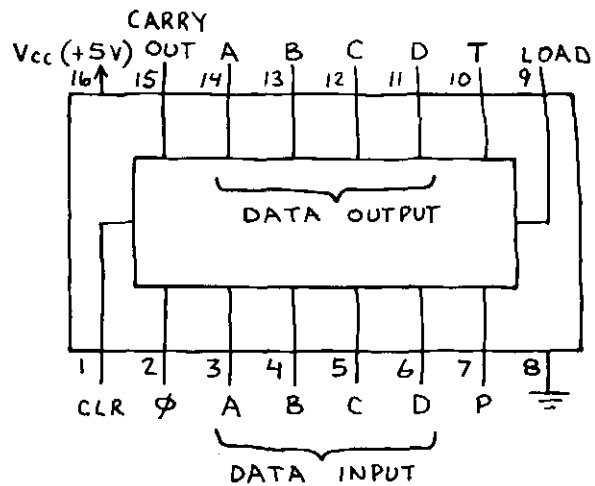 CARRY
Vcc (+5V) OUT A B C D T LOAD
16 15 14 13 12 11 10 9
DATA OUTPUT
1 2 3 4 5 6 7 8
CLR φ A B C D P
DATA INPUT